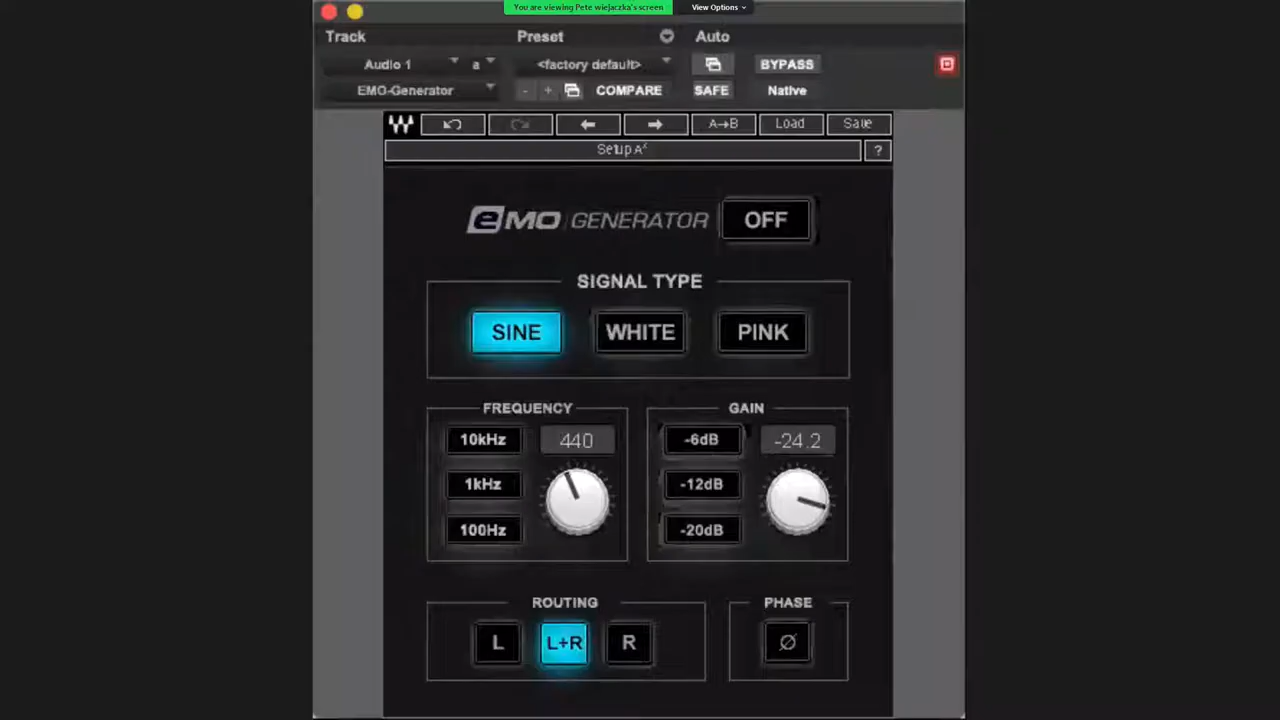 You are viewing Pete wiejaczka's screen View Options
Track Preset Auto
Audio 1 a <factory default> BYPASS
EMO-Generator - + COMPARE SAFE Native
A→B Load Save
Setup A ?
eMO GENERATOR OFF
SIGNAL TYPE
SINE WHITE PINK
FREQUENCY GAIN
10kHz 440 -6dB -24.2
1kHz -12dB
100Hz -20dB
ROUTING PHASE
L L+R R Ø